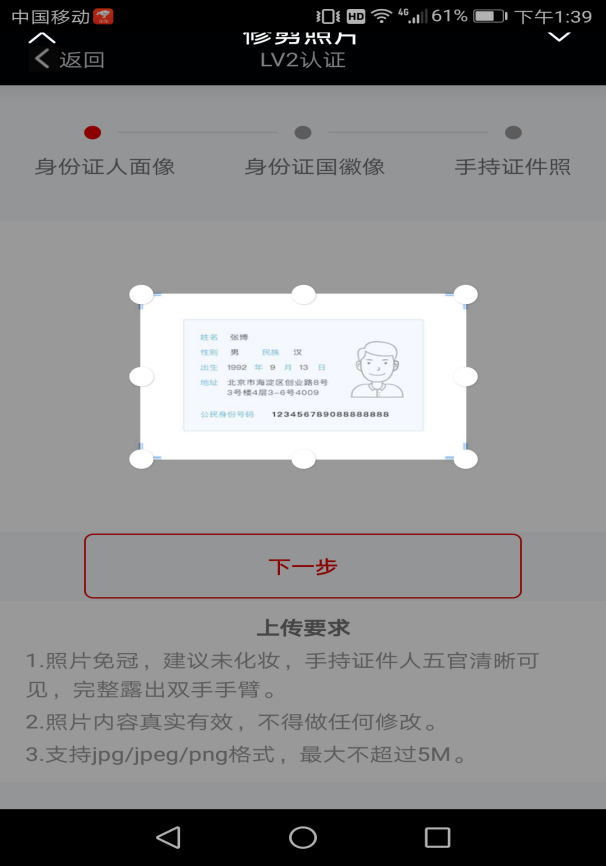 中国移动
HD 4G 61% 下午1:39
修剪照片
返回
LV2认证
身份证人面像 身份证国徽像 手持证件照
姓名 张博
性别 男 民族 汉
出生 1992 年 9 月 13 日
地址 北京市海淀区创业路8号
3号楼4层3-6号4009
公民身份号码 123456789088888888
下一步
上传要求
1.照片免冠，建议未化妆，手持证件人五官清晰可
见，完整露出双手手臂。
2.照片内容真实有效，不得做任何修改。
3.支持jpg/jpeg/png格式，最大不超过5M。